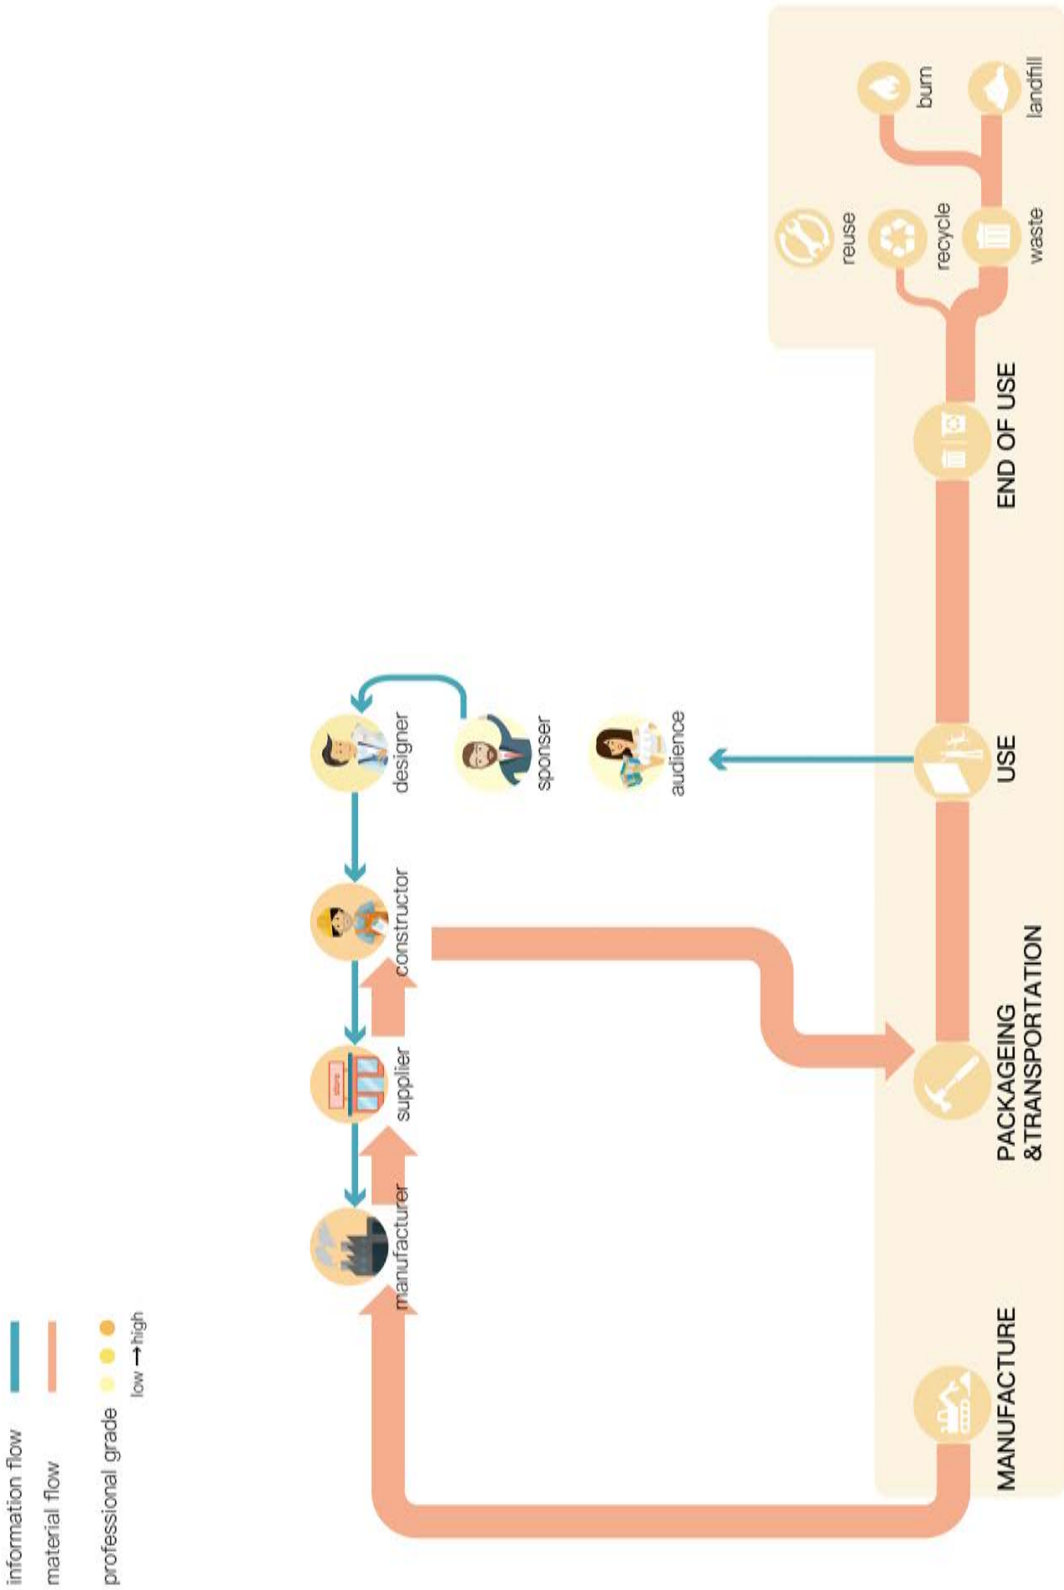 information flow
material flow
professional grade
low → high
manufacturer
supplier
store
constructor
designer
sponser
audience
MANUFACTURE
PACKAGEING
&TRANSPORTATION
USE
END OF USE
reuse
recycle
waste
burn
landfill